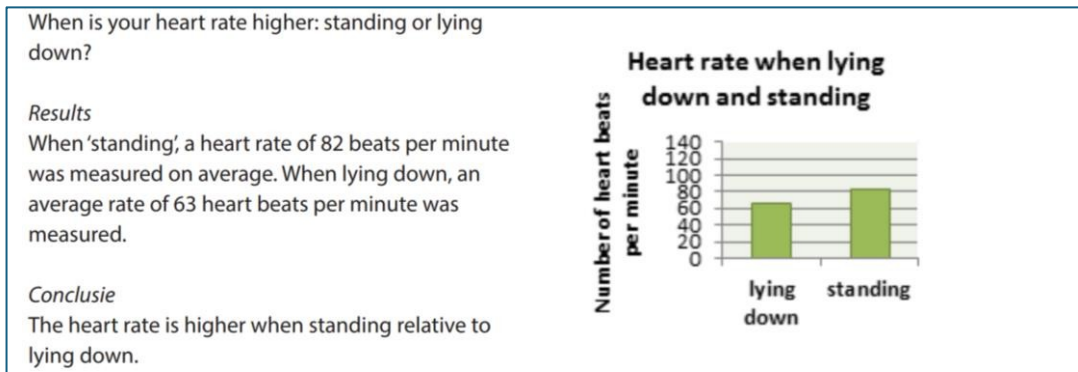 When is your heart rate higher: standing or lying
down?
Results
When ‘standing’, a heart rate of 82 beats per minute
was measured on average. When lying down, an
average rate of 63 heart beats per minute was
measured.
Conclusie
The heart rate is higher when standing relative to
lying down.
Heart rate when lying
down and standing
Number of heart beats
per minute
140
120
100
80
60
40
20
0
lying
down
standing